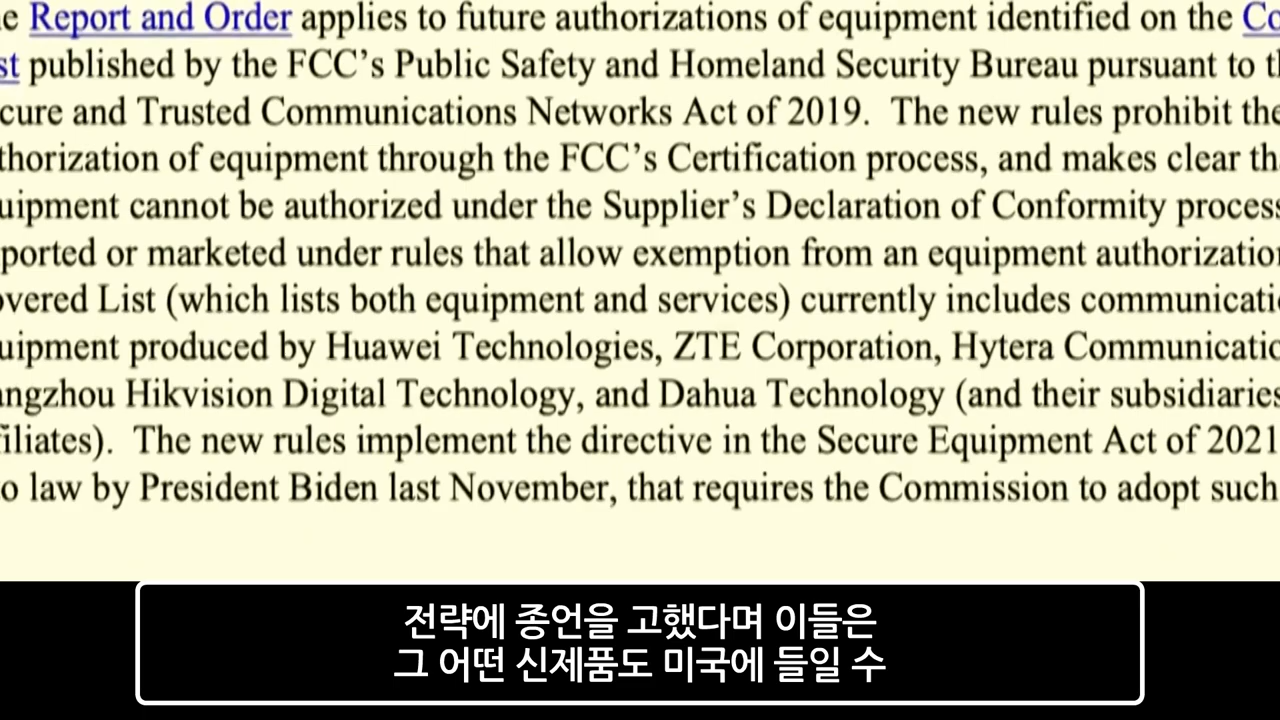 e Report and Order applies to future authorizations of equipment identified on the Co
st published by the FCC’s Public Safety and Homeland Security Bureau pursuant to th
cure and Trusted Communications Networks Act of 2019.  The new rules prohibit the
thorization of equipment through the FCC’s Certification process, and makes clear tha
uipment cannot be authorized under the Supplier’s Declaration of Conformity process
ported or marketed under rules that allow exemption from an equipment authorization
overed List (which lists both equipment and services) currently includes communicatio
uipment produced by Huawei Technologies, ZTE Corporation, Hytera Communicatio
angzhou Hikvision Digital Technology, and Dahua Technology (and their subsidiaries
filiates).  The new rules implement the directive in the Secure Equipment Act of 2021
o law by President Biden last November, that requires the Commission to adopt such
전략에 종언을 고했다며 이들은
그 어떤 신제품도 미국에 들일 수